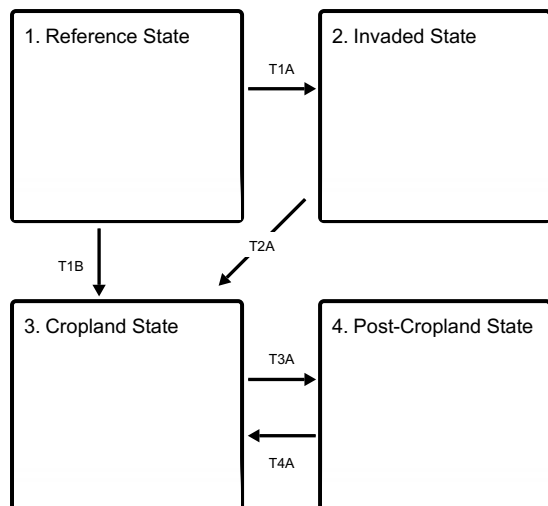 1. Reference State
2. Invaded State
T1A
T1B
T2A
3. Cropland State
4. Post-Cropland State
T3A
T4A